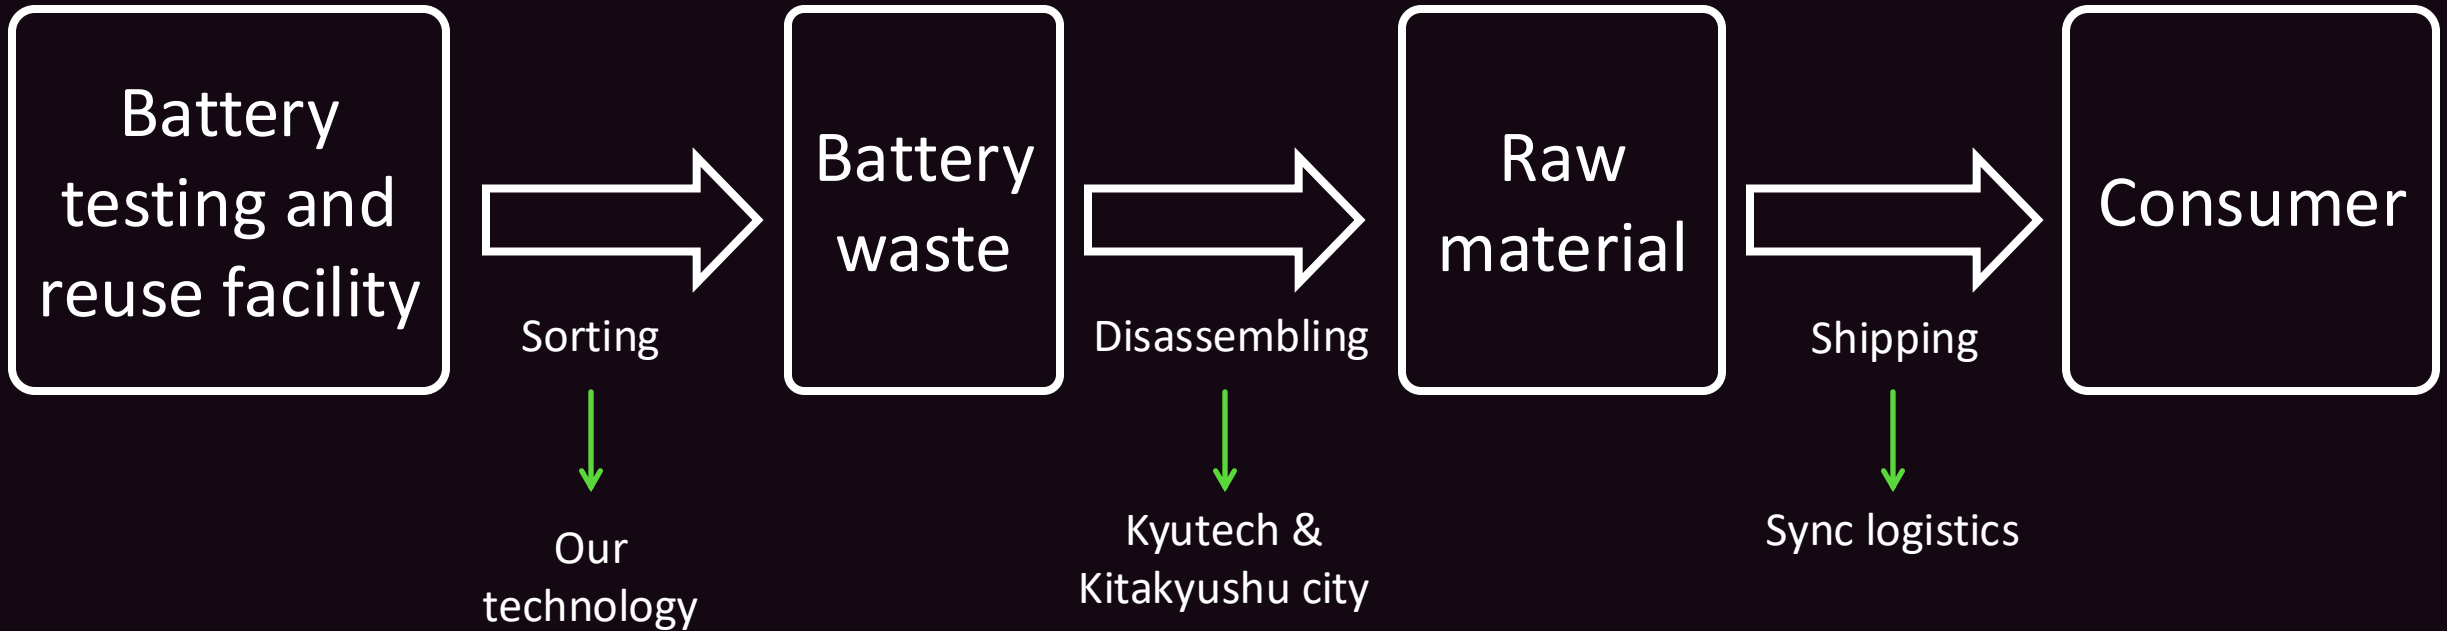 Battery
testing and
reuse facility
Sorting
Our
technology
Battery
waste
Disassembling
Kyutech &
Kitakyushu city
Raw
material
Shipping
Sync logistics
Consumer